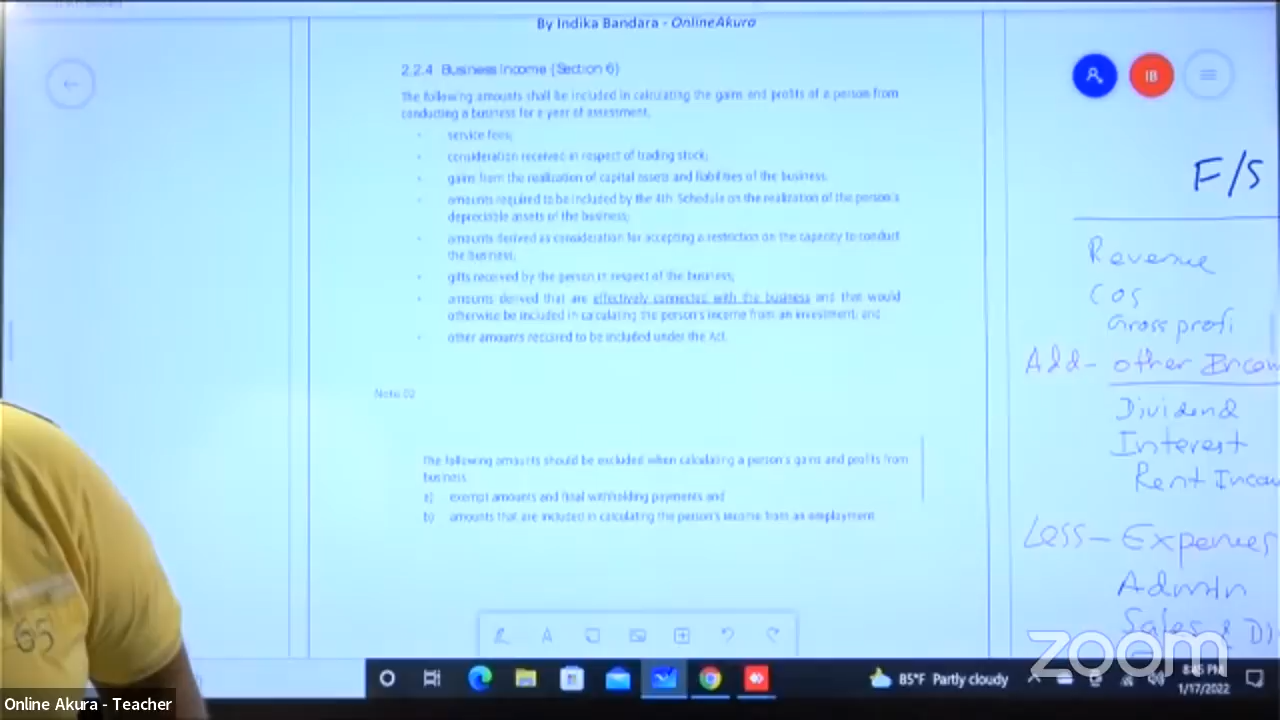 By Indika Bandara - OnlineAkura
2.2.4 Business Income (Section 6)
The following amounts shall be included in calculating the gains and profits of a person from
conducting a business for a year of assessment.
service fees;
consideration received in respect of trading stock;
gains from the realization of capital assets and liabilities of the business.
amounts required to be included by the 4th Schedule on the realization of the person's
depreciable assets of the business;
amounts derived as consideration for accepting a restriction on the capacity to conduct
the business;
gifts received by the person in respect of the business;
amounts derived that are effectively connected with the business and that would
otherwise be included in calculating the person's income from an investment; and
other amounts required to be included under the Act.
Note 02
The following amounts should be excluded when calculating a person's gains and profits from
business
a) exempt amounts and final withholding payments and
b) amounts that are included in calculating the person's income from an employment
IB
F/S
Revenue
COS
Gross profi
Add- other Incom
Dividend
Interest
Rent Incom
Less- Expenses
Admin
Sales & Di
zoom
85°F Partly cloudy
8:45 PM
1/17/2022
Online Akura - Teacher
65